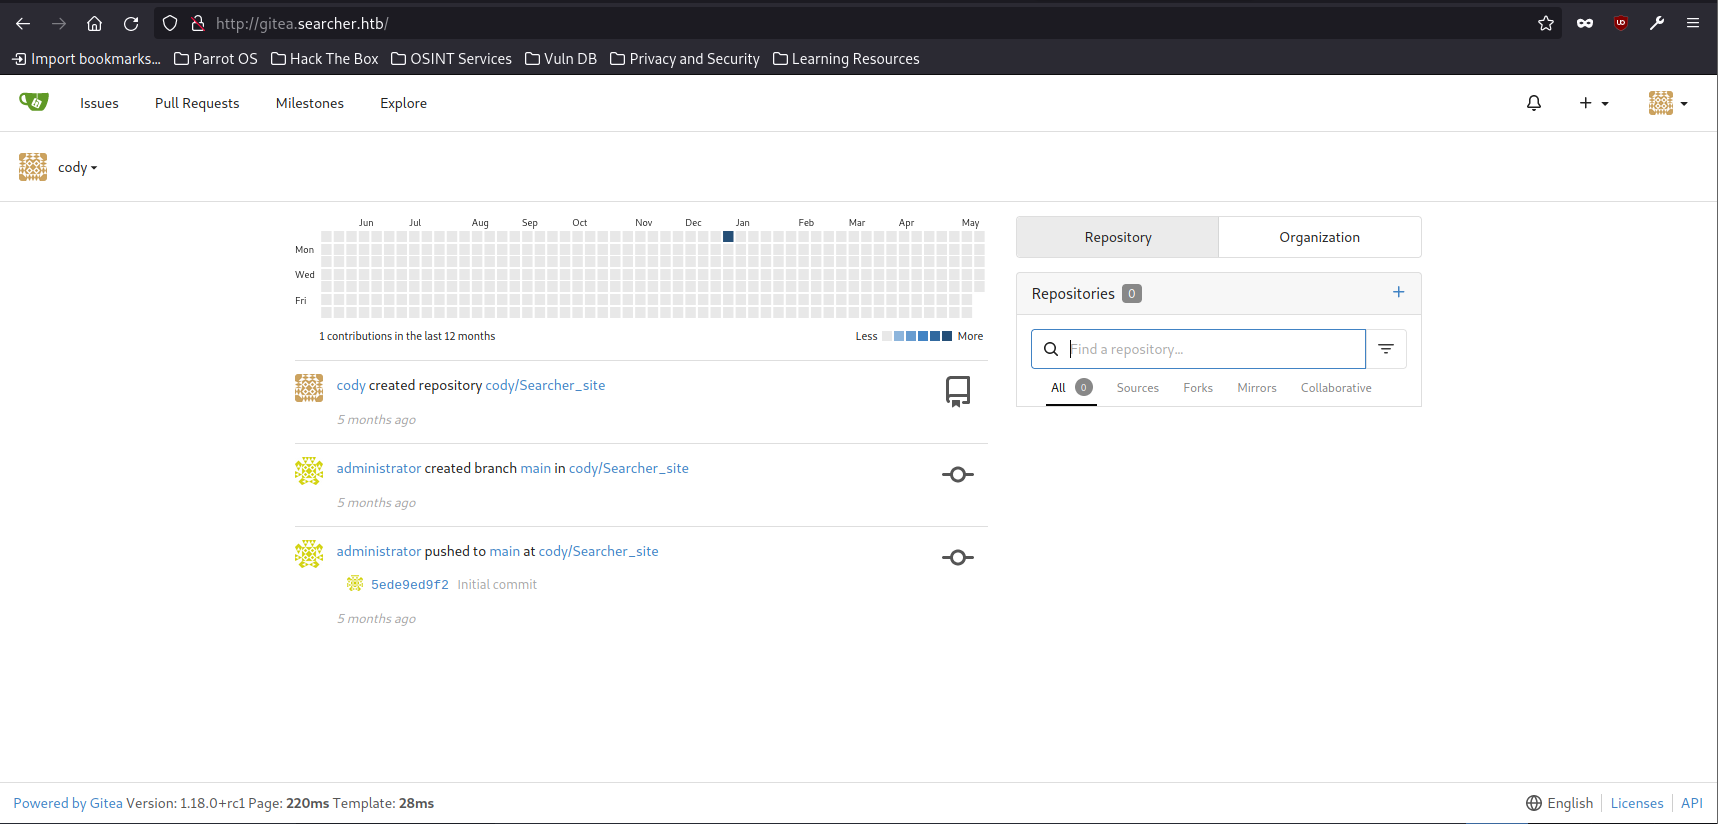 http://gitea.searcher.htb/
Import bookmarks... Parrot OS Hack The Box OSINT Services Vuln DB Privacy and Security Learning Resources
Issues Pull Requests Milestones Explore
cody
Jun Jul Aug Sep Oct Nov Dec Jan Feb Mar Apr May
Mon
Wed
Fri
1 contributions in the last 12 months Less More
cody created repository cody/Searcher_site
5 months ago
administrator created branch main in cody/Searcher_site
5 months ago
administrator pushed to main at cody/Searcher_site
5ede9ed9f2 Initial commit
5 months ago
Repository Organization
Repositories 0
Find a repository...
All 0 Sources Forks Mirrors Collaborative
Powered by Gitea Version: 1.18.0+rc1 Page: 220ms Template: 28ms English Licenses API